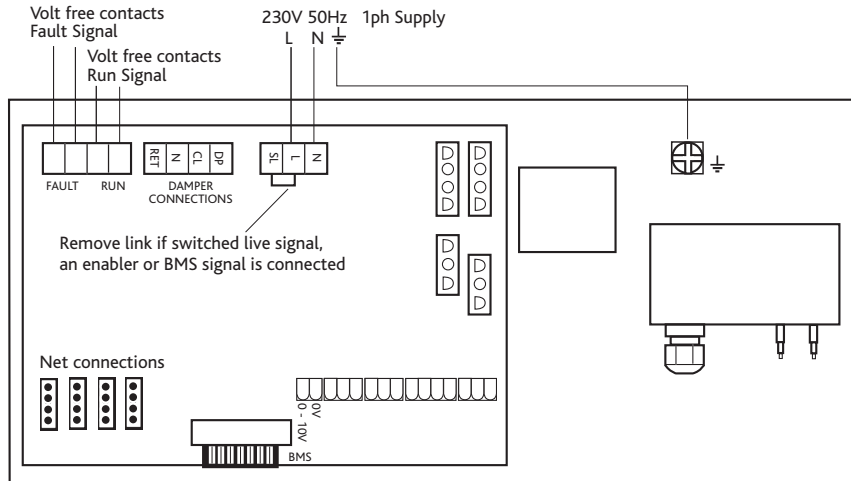 Volt free contacts
Fault Signal
Volt free contacts
Run Signal
230V 50Hz 1ph Supply
L N
FAULT RUN
RET N CL DP
DAMPER
CONNECTIONS
SL L N
Remove link if switched live signal,
an enabler or BMS signal is connected
Net connections
0V
0 - 10V
BMS